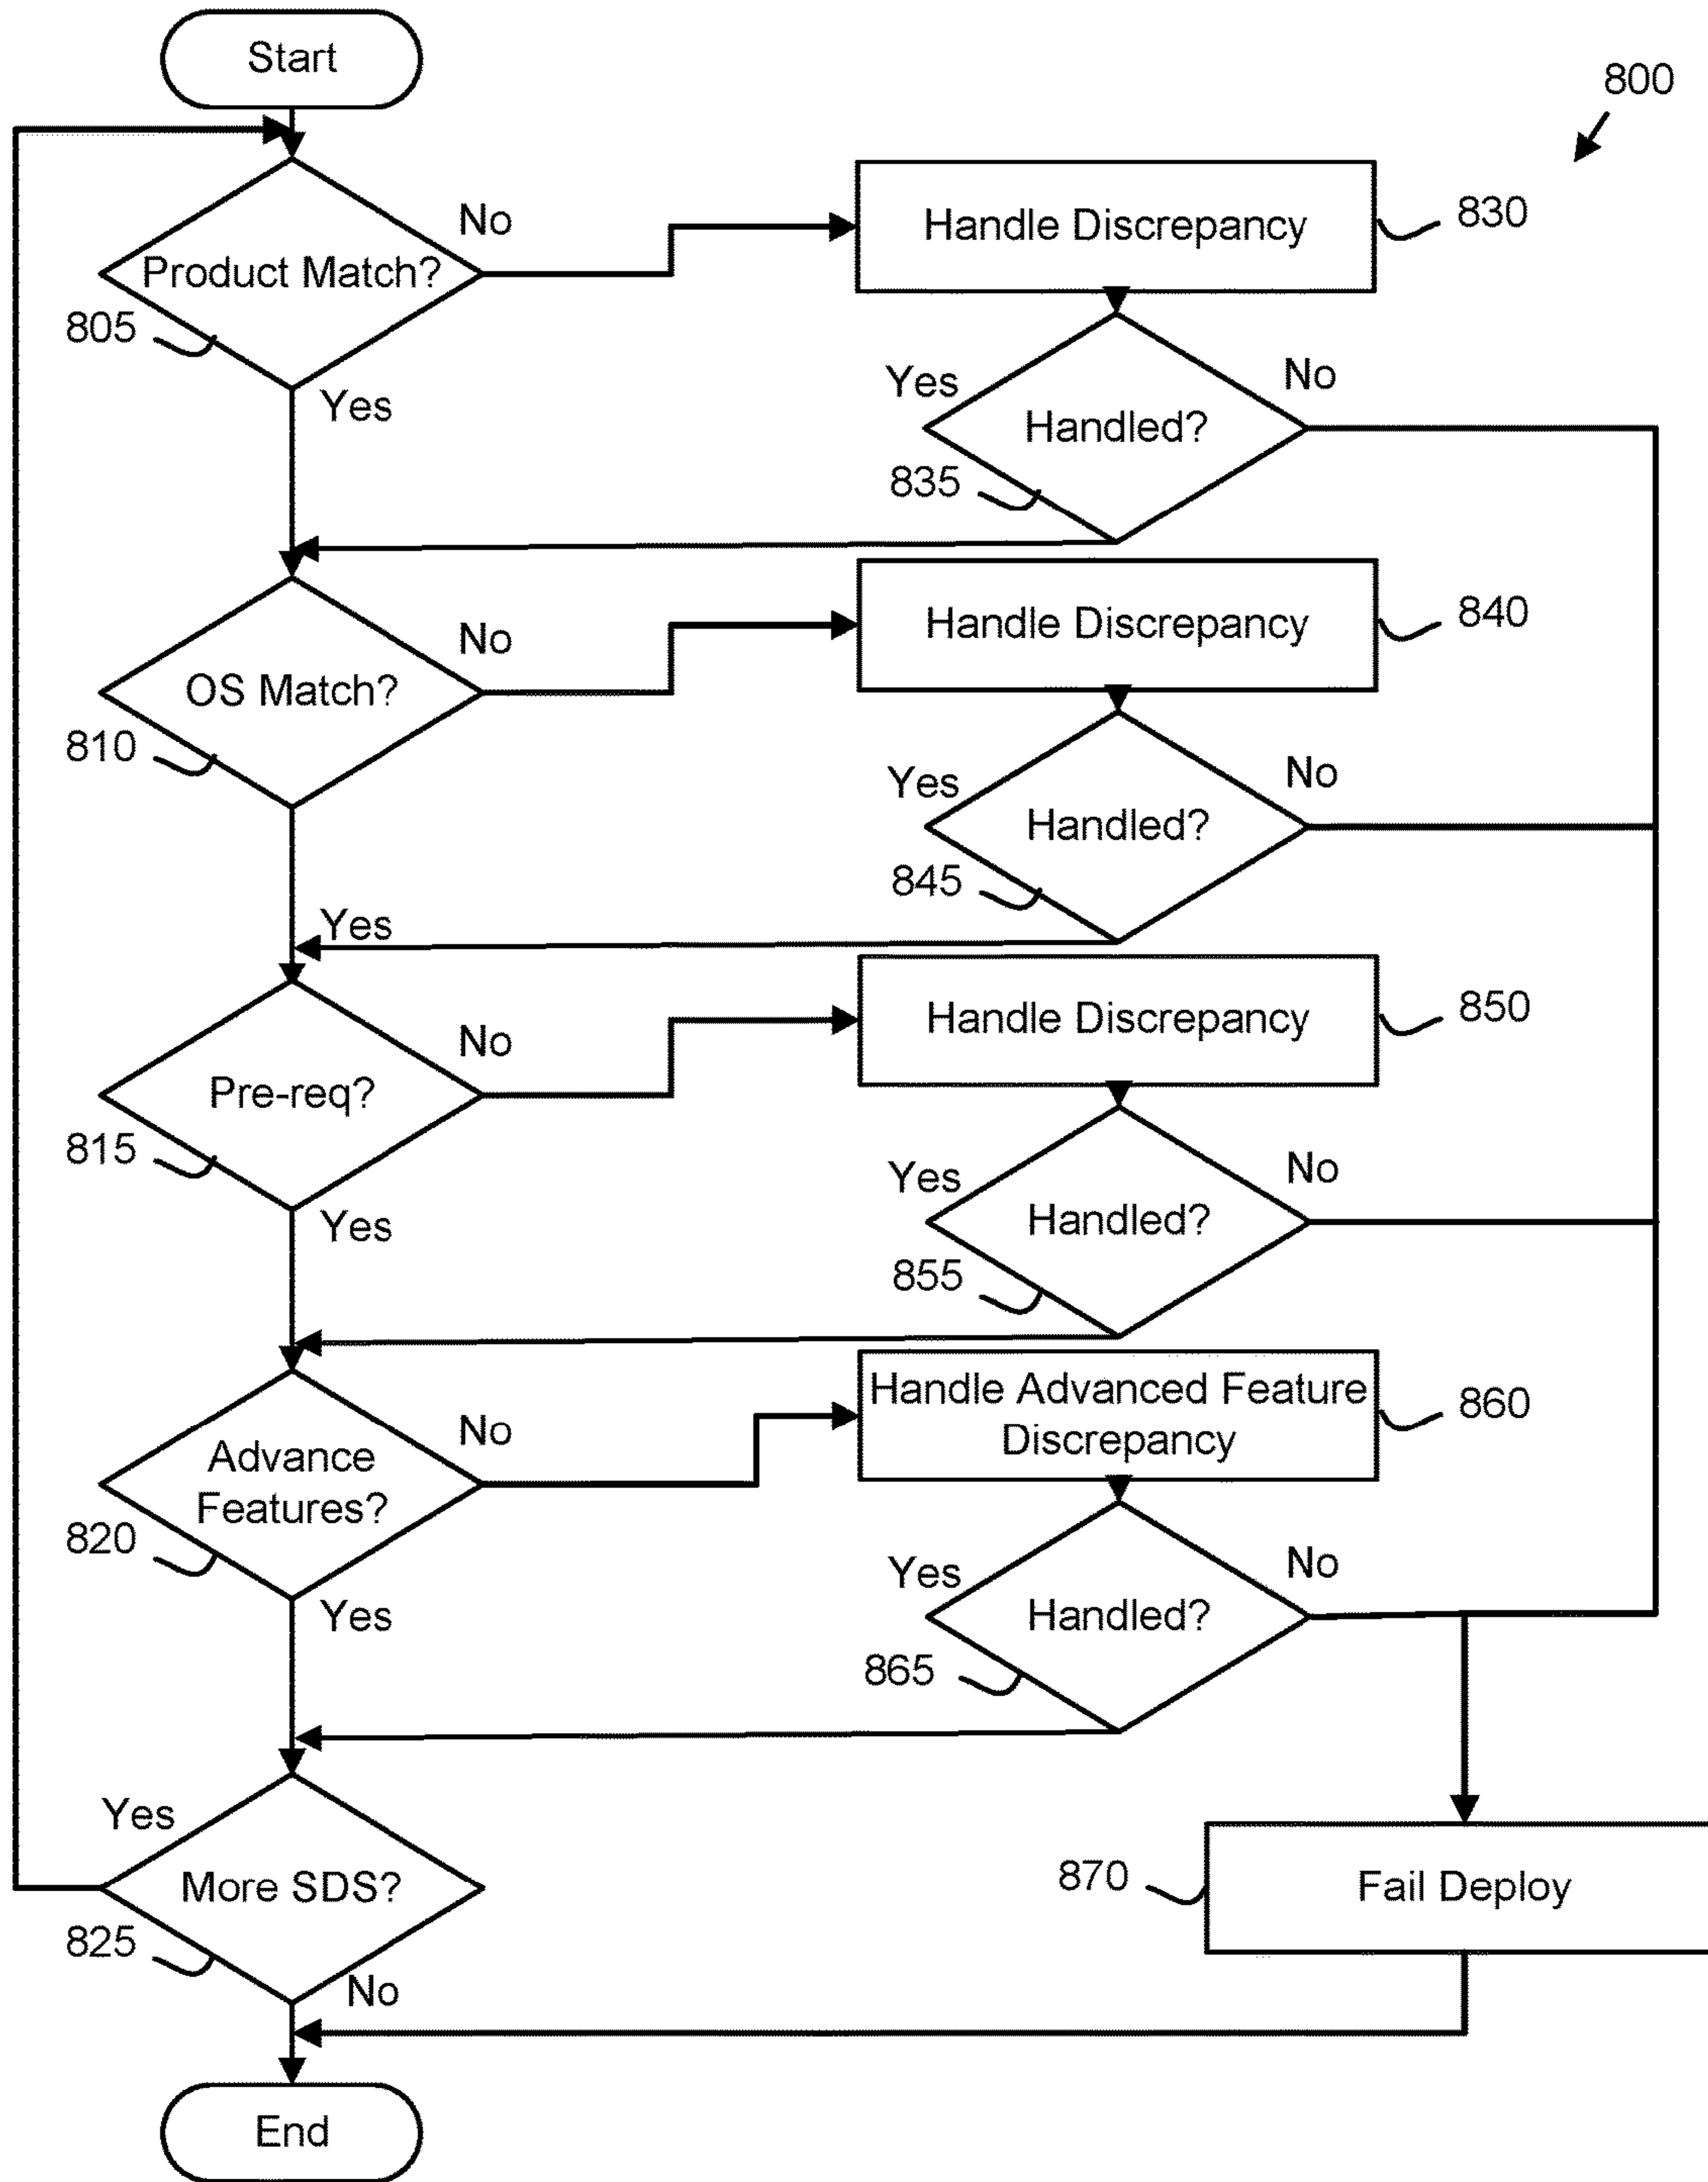 Start
800
No
Handle Discrepancy
830
Product Match?
805
Yes
Yes
No
Handled?
835
No
Handle Discrepancy
840
OS Match?
810
Yes
No
Handled?
845
Yes
No
Handle Discrepancy
850
Pre-req?
815
Yes
No
Yes
Handled?
855
No
Handle Advanced Feature
Discrepancy
860
Advance
Features?
820
Yes
No
Yes
Handled?
865
Yes
More SDS?
825
No
870
Fail Deploy
End